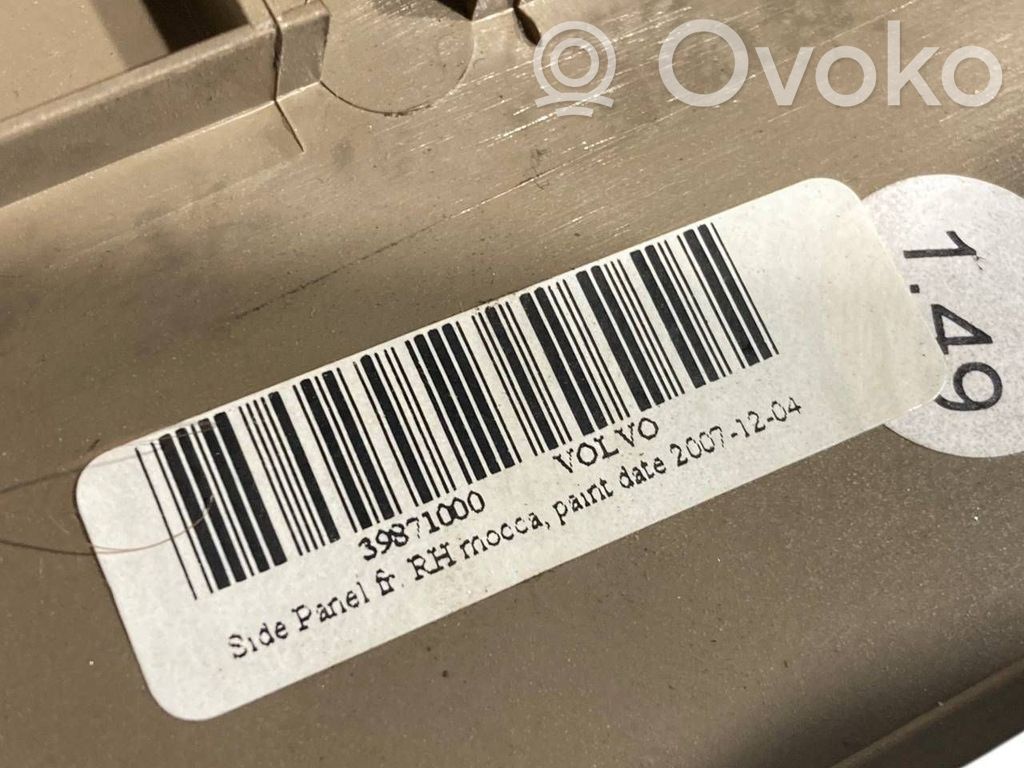 Ovoko
39871000 VOLVO
Side Panel fr. RH mocca, paint date 2007-12-04
1.49